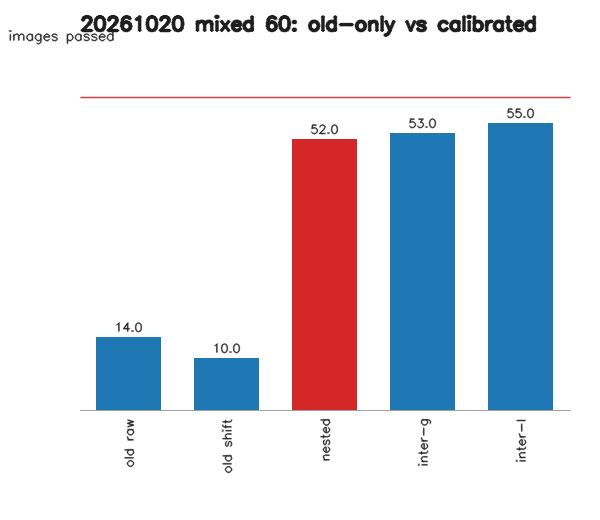 20261020 mixed 60: old-only vs calibrated
images passed
55.0
53.0
52.0
14.0
10.0
old raw
old shift
nested
inter-g
inter-l